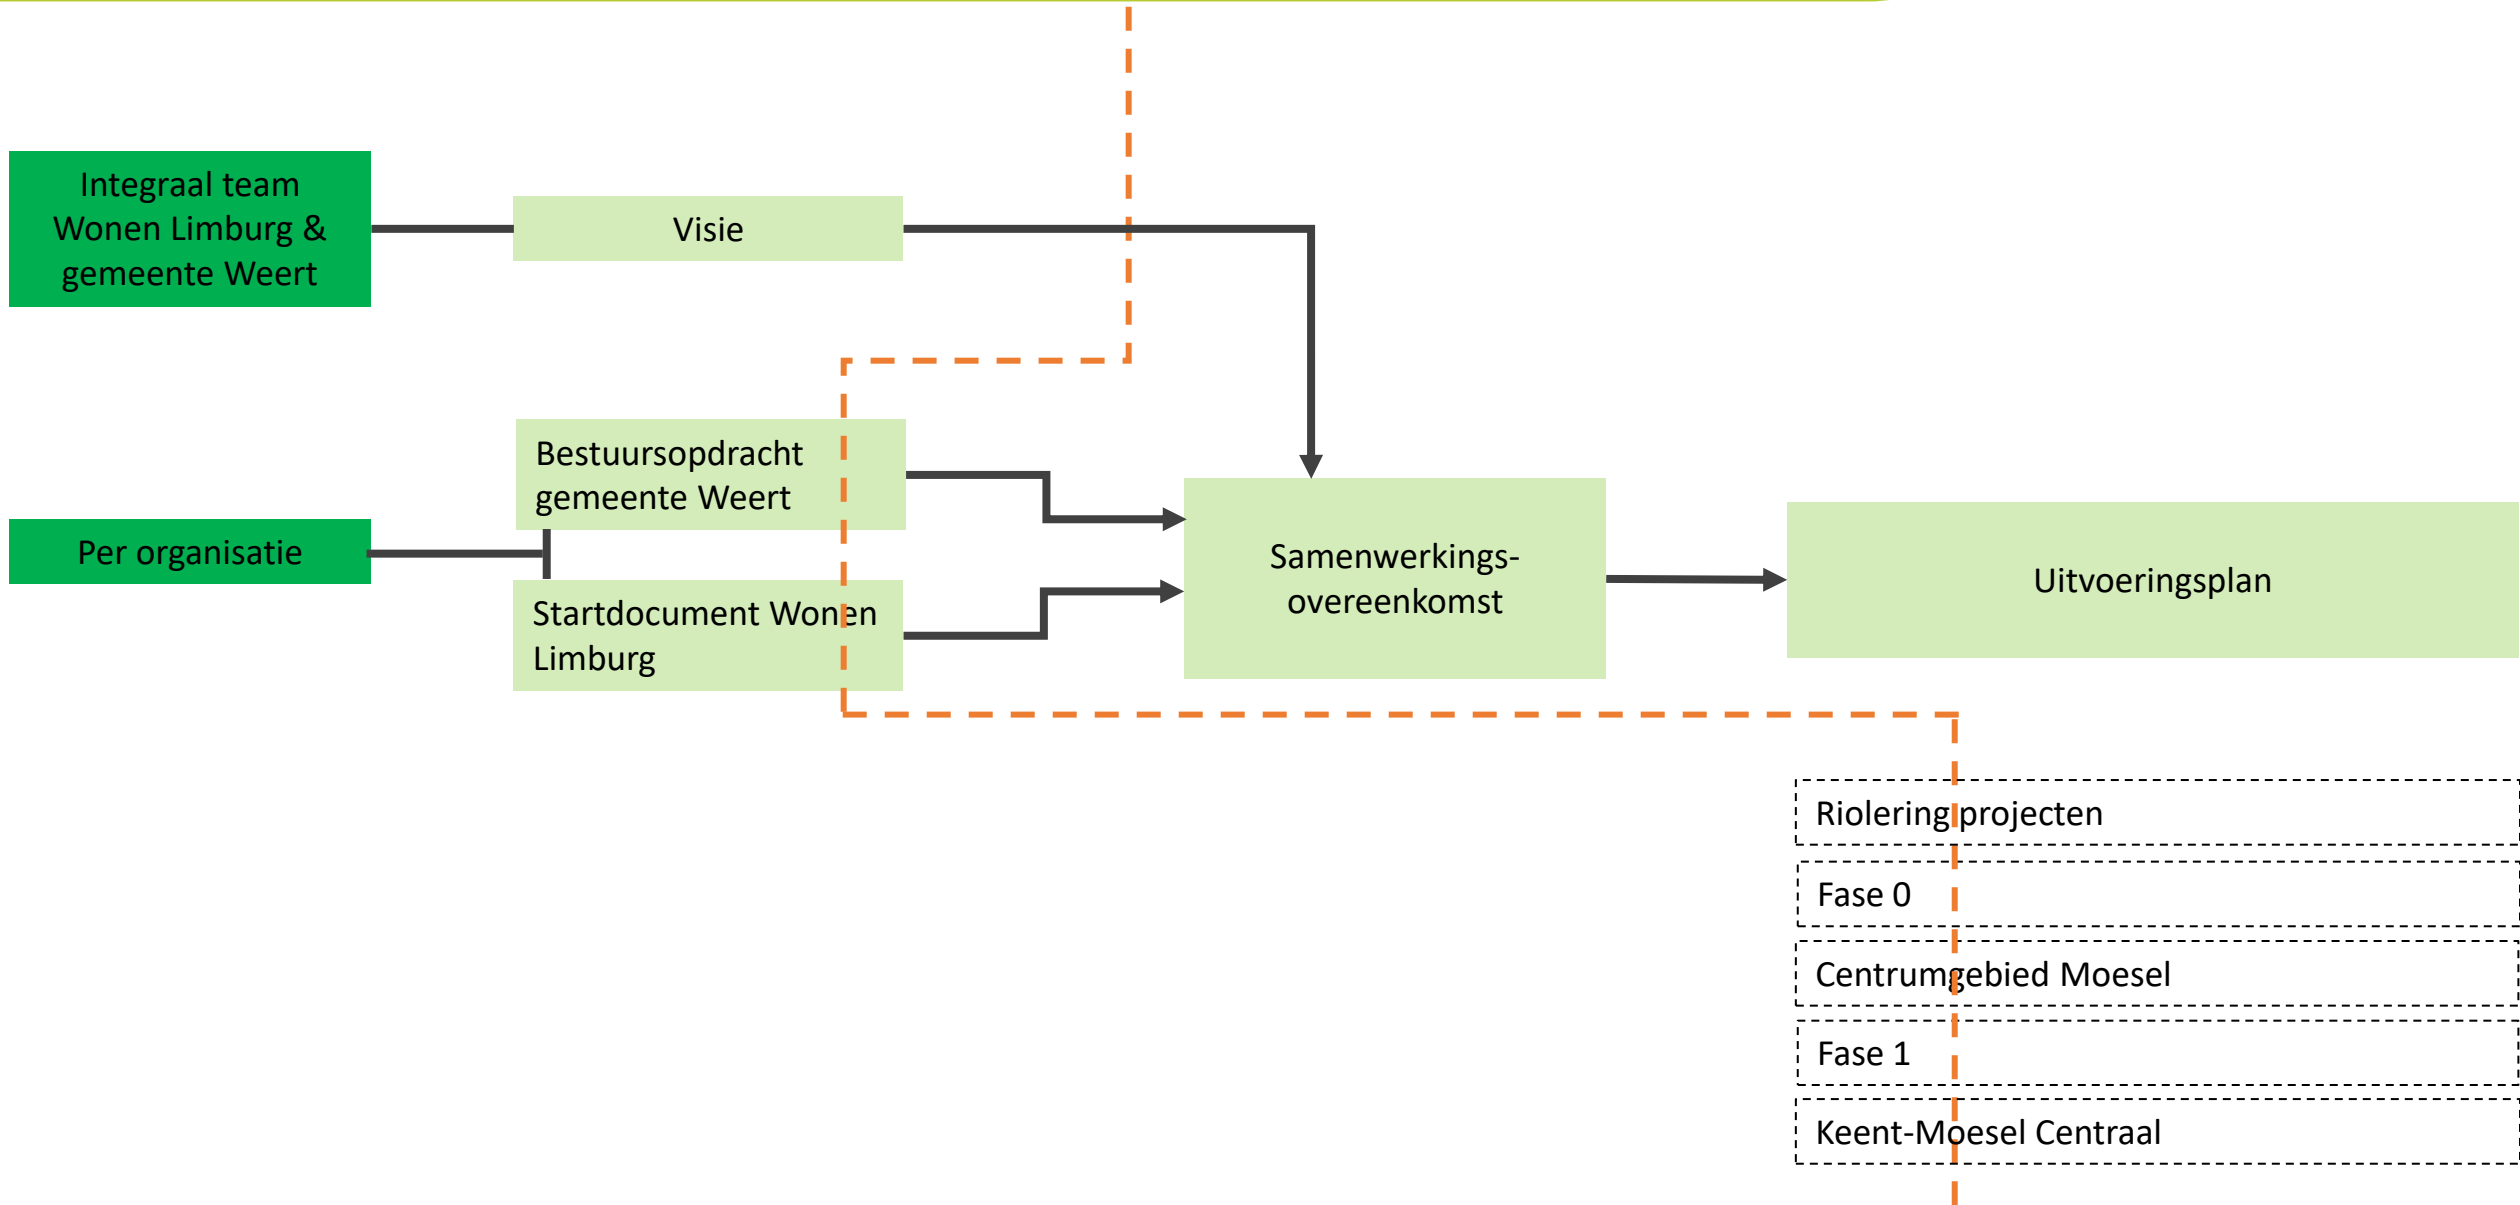 Integraal team
Wonen Limburg &
gemeente Weert
Visie
Bestuursopdracht
gemeente Weert
Per organisatie
Startdocument Wonen
Limburg
Samenwerkings-
overeenkomst
Uitvoeringsplan
Riolering projecten
Fase 0
Centrumgebied Moesel
Fase 1
Keent-Moesel Centraal